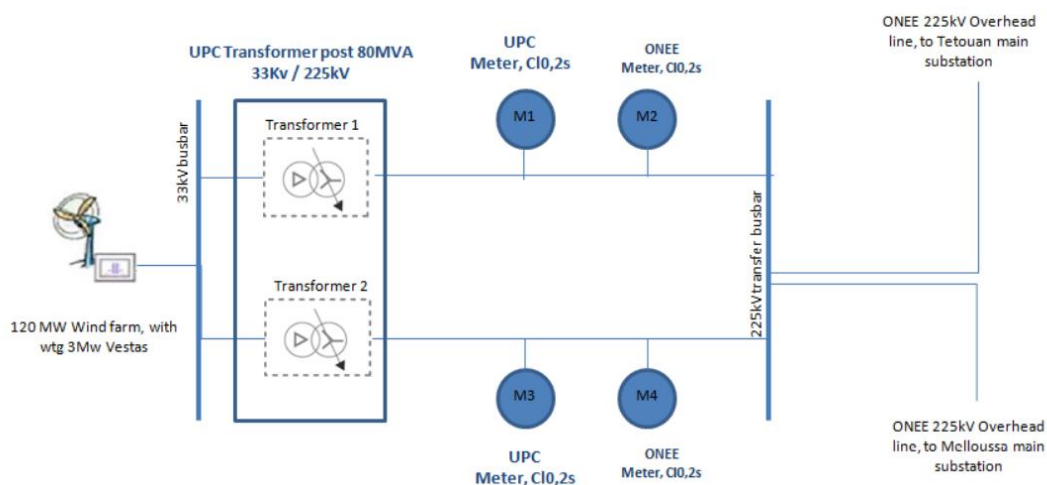 UPC Transformer post 80MVA
33Kv / 225kV
UPC
Meter, Cl0,2s
ONEE
Meter, Cl0,2s
ONEE 225kV Overhead
line, to Tetouan main
substation
33kV busbar
Transformer 1
M1
M2
225kV transfer busbar
Transformer 2
120 MW Wind farm, with
wtg 3Mw Vestas
M3
M4
UPC
Meter, Cl0,2s
ONEE
Meter, Cl0,2s
ONEE 225kV Overhead
line, to Melloussa main
substation